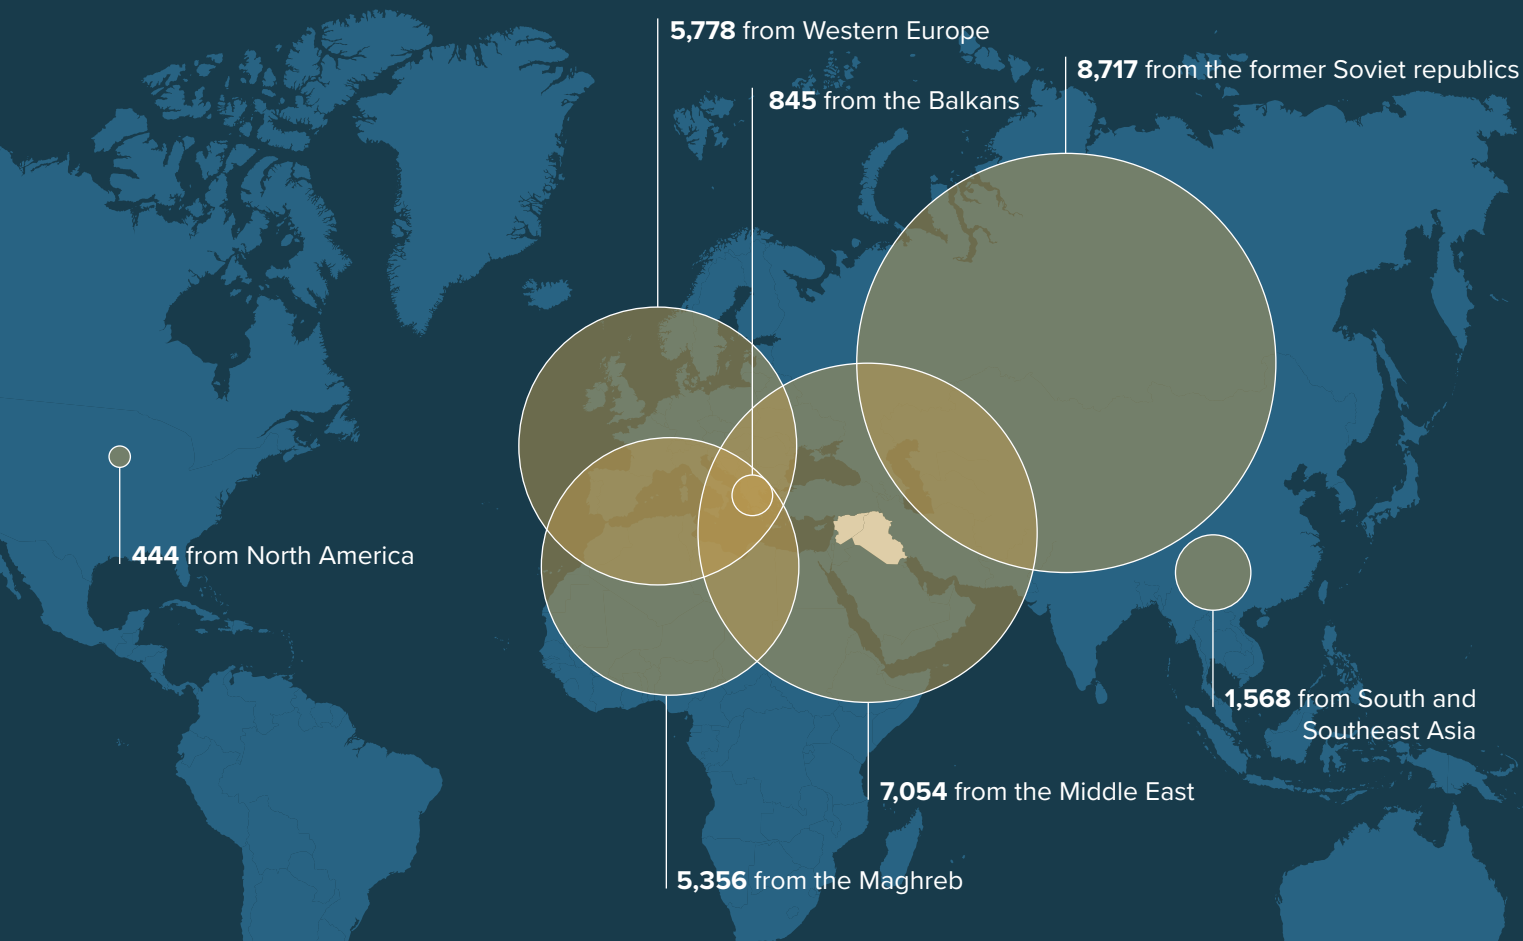 5,778 from Western Europe
8,717 from the former Soviet republics
845 from the Balkans
444 from North America
1,568 from South and
Southeast Asia
7,054 from the Middle East
5,356 from the Maghreb